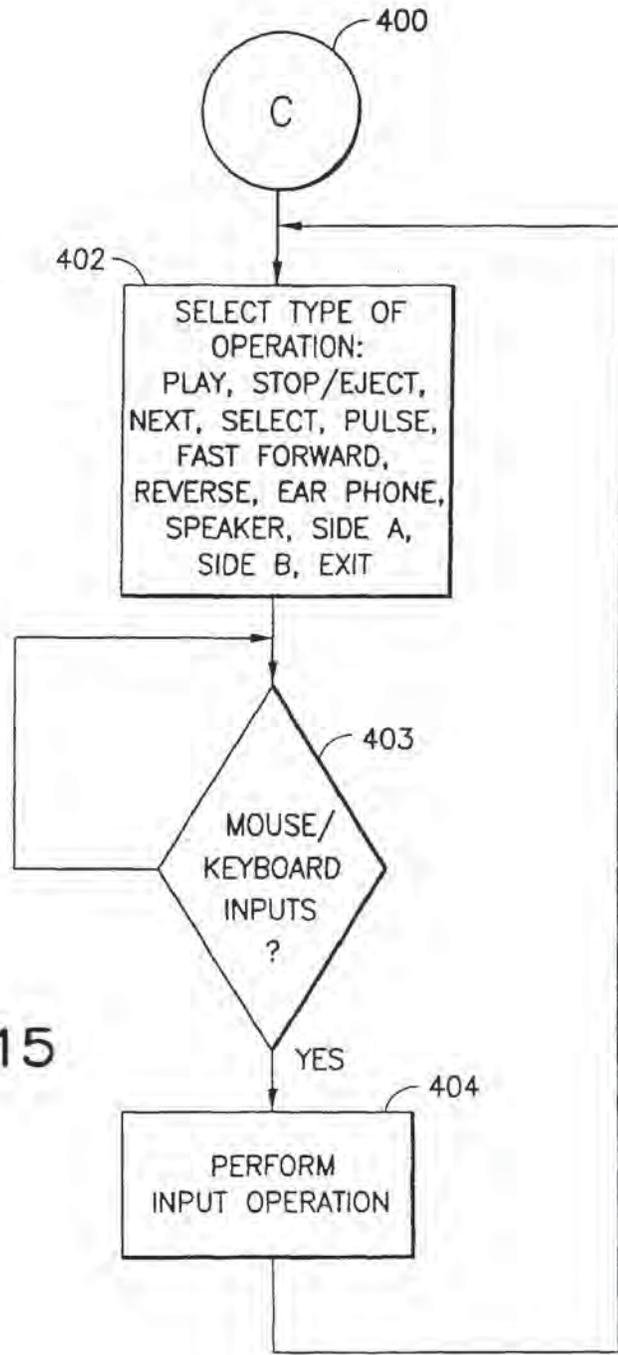 400
C
402
SELECT TYPE OF
OPERATION:
PLAY, STOP/EJECT,
NEXT, SELECT, PULSE,
FAST FORWARD,
REVERSE, EAR PHONE,
SPEAKER, SIDE A,
SIDE B, EXIT
403
MOUSE/
KEYBOARD
INPUTS
?
15
YES
404
PERFORM
INPUT OPERATION